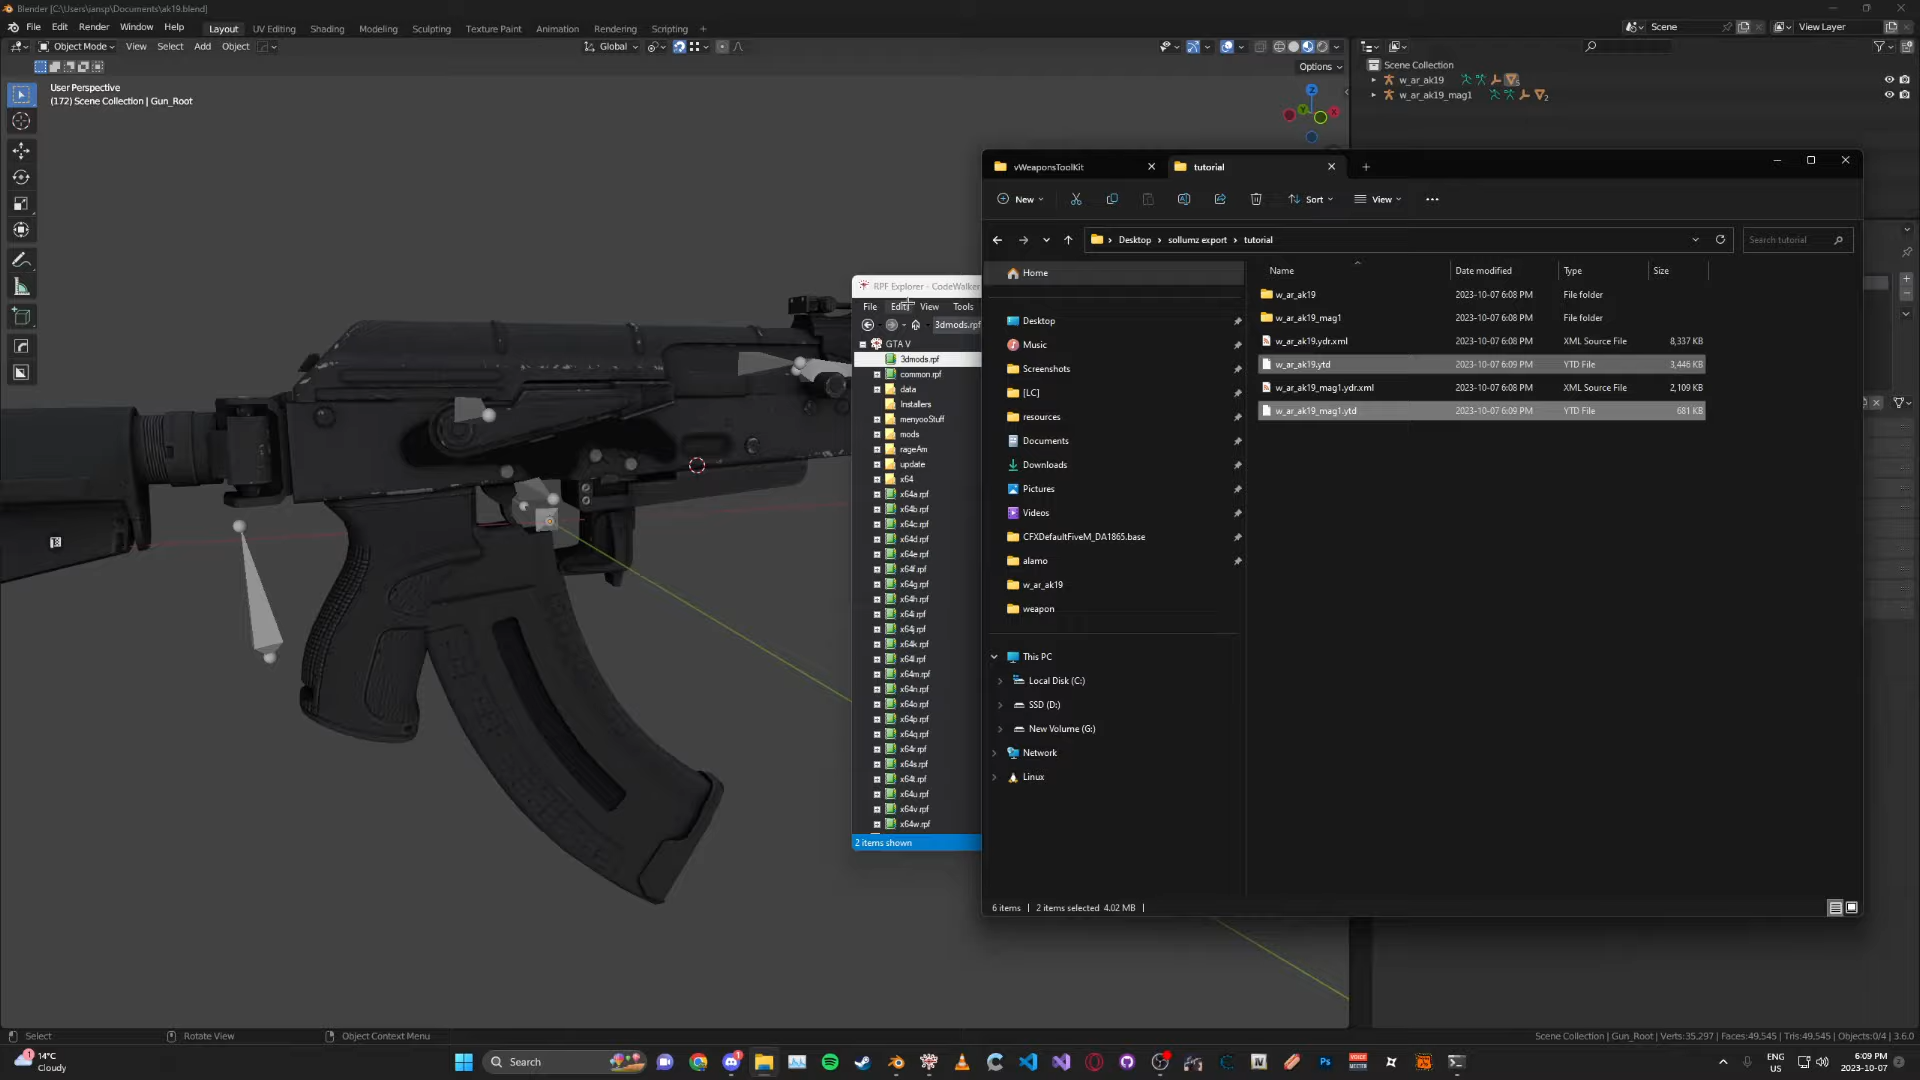 Blender [C:\Users\iansp\Documents\ak19.blend]
File Edit Render Window Help Layout UV Editing Shading Modeling Sculpting Texture Paint Animation Rendering Scripting +
Scene
View Layer
Object Mode View Select Add Object
Global
Options
User Perspective
(172) Scene Collection | Gun_Root
Z
X
Y
Scene Collection
w_ar_ak19
w_ar_ak19_mag1
2
vWeaponsToolKit
tutorial
New
Sort
View
Desktop > sollumz export > tutorial
Search tutorial
Home
Desktop
Music
Screenshots
[LC]
resources
Documents
Downloads
Pictures
Videos
CFXDefaultFiveM_DA1865.base
alamo
w_ar_ak19
weapon
This PC
Local Disk (C:)
SSD (D:)
New Volume (G:)
Network
Linux
Name Date modified Type Size
w_ar_ak19 2023-10-07 6:08 PM File folder
w_ar_ak19_mag1 2023-10-07 6:08 PM File folder
w_ar_ak19.ydr.xml 2023-10-07 6:08 PM XML Source File 8,337 KB
w_ar_ak19.ytd 2023-10-07 6:08 PM YTD File 3,446 KB
w_ar_ak19_mag1.ydr.xml 2023-10-07 6:08 PM XML Source File 2,109 KB
w_ar_ak19_mag1.ytd 2023-10-07 6:09 PM YTD File 681 KB
6 items | 2 items selected 4.02 MB |
RPF Explorer - CodeWalker
File Edit View Tools
3dmods.rpf
GTA V
3dmods.rpf
common.rpf
data
Installers
menyooStuff
mods
rageAm
update
x64
x64a.rpf
x64b.rpf
x64c.rpf
x64d.rpf
x64e.rpf
x64f.rpf
x64g.rpf
x64h.rpf
x64i.rpf
x64j.rpf
x64k.rpf
x64l.rpf
x64m.rpf
x64n.rpf
x64o.rpf
x64p.rpf
x64q.rpf
x64r.rpf
x64s.rpf
x64t.rpf
x64u.rpf
x64v.rpf
x64w.rpf
2 items shown
Select
Rotate View
Object Context Menu
Scene Collection | Gun_Root | Verts:35,297 | Faces:49,545 | Tris:49,545 | Objects:0/4 | 3.6.0
14°C
Cloudy
Search
ENG
US
6:09 PM
2023-10-07